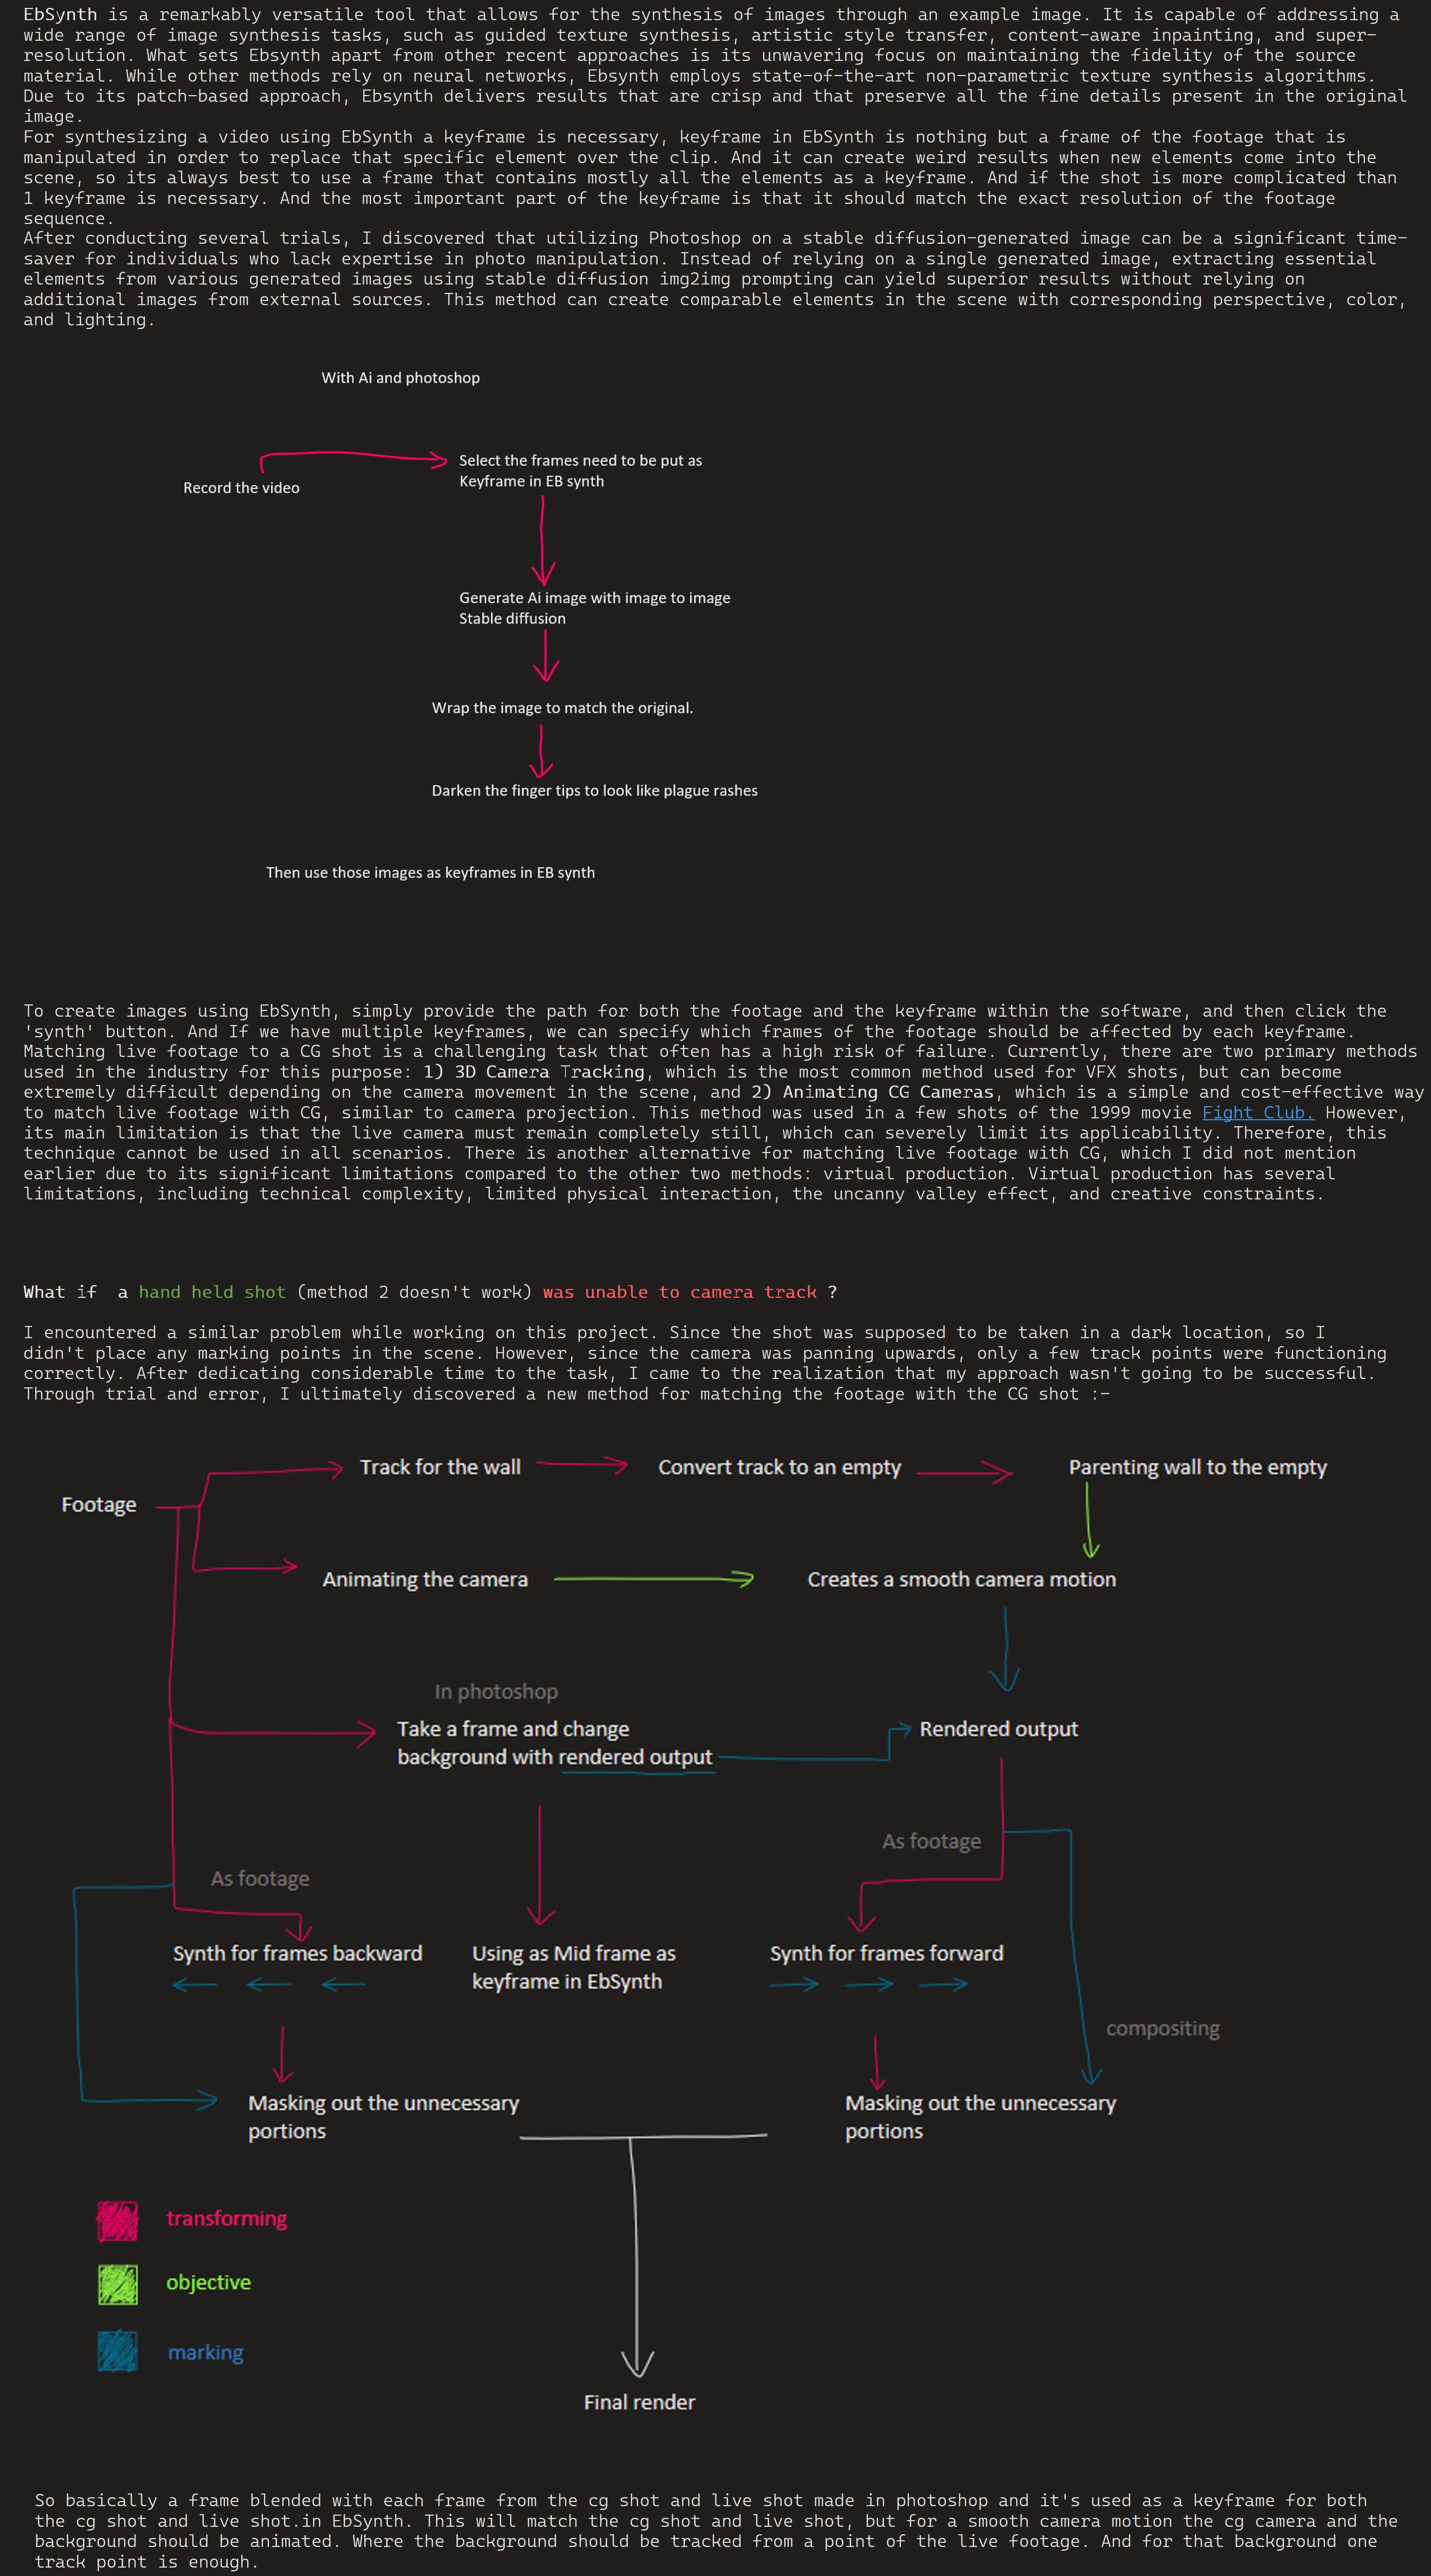 EbSynth is a remarkably versatile tool that allows for the synthesis of images through an example image. It is capable of addressing a
wide range of image synthesis tasks, such as guided texture synthesis, artistic style transfer, content-aware inpainting, and super-
resolution. What sets Ebsynth apart from other recent approaches is its unwavering focus on maintaining the fidelity of the source
material. While other methods rely on neural networks, Ebsynth employs state-of-the-art non-parametric texture synthesis algorithms.
Due to its patch-based approach, Ebsynth delivers results that are crisp and that preserve all the fine details present in the original
image.
For synthesizing a video using EbSynth a keyframe is necessary, keyframe in EbSynth is nothing but a frame of the footage that is
manipulated in order to replace that specific element over the clip. And it can create weird results when new elements come into the
scene, so its always best to use a frame that contains mostly all the elements as a keyframe. And if the shot is more complicated than
1 keyframe is necessary. And the most important part of the keyframe is that it should match the exact resolution of the footage
sequence.
After conducting several trials, I discovered that utilizing Photoshop on a stable diffusion-generated image can be a significant time-
saver for individuals who lack expertise in photo manipulation. Instead of relying on a single generated image, extracting essential
elements from various generated images using stable diffusion img2img prompting can yield superior results without relying on
additional images from external sources. This method can create comparable elements in the scene with corresponding perspective, color,
and lighting.
With Ai and photoshop
Select the frames need to be put as
Keyframe in EB synth
Record the video
Generate Ai image with image to image
Stable diffusion
Wrap the image to match the original.
Darken the finger tips to look like plague rashes
Then use those images as keyframes in EB synth
To create images using EbSynth, simply provide the path for both the footage and the keyframe within the software, and then click the
'synth' button. And If we have multiple keyframes, we can specify which frames of the footage should be affected by each keyframe.
Matching live footage to a CG shot is a challenging task that often has a high risk of failure. Currently, there are two primary methods
used in the industry for this purpose: 1) 3D Camera Tracking, which is the most common method used for VFX shots, but can become
extremely difficult depending on the camera movement in the scene, and 2) Animating CG Cameras, which is a simple and cost-effective way
to match live footage with CG, similar to camera projection. This method was used in a few shots of the 1999 movie Fight Club. However,
its main limitation is that the live camera must remain completely still, which can severely limit its applicability. Therefore, this
technique cannot be used in all scenarios. There is another alternative for matching live footage with CG, which I did not mention
earlier due to its significant limitations compared to the other two methods: virtual production. Virtual production has several
limitations, including technical complexity, limited physical interaction, the uncanny valley effect, and creative constraints.
What if  a hand held shot (method 2 doesn't work) was unable to camera track ?
I encountered a similar problem while working on this project. Since the shot was supposed to be taken in a dark location, so I
didn't place any marking points in the scene. However, since the camera was panning upwards, only a few track points were functioning
correctly. After dedicating considerable time to the task, I came to the realization that my approach wasn't going to be successful.
Through trial and error, I ultimately discovered a new method for matching the footage with the CG shot :-
Track for the wall
Convert track to an empty
Parenting wall to the empty
Footage
Animating the camera
Creates a smooth camera motion
In photoshop
Take a frame and change
background with rendered output
Rendered output
As footage
As footage
Synth for frames backward
Using as Mid frame as
keyframe in EbSynth
Synth for frames forward
compositing
Masking out the unnecessary
portions
Masking out the unnecessary
portions
transforming
objective
marking
Final render
So basically a frame blended with each frame from the cg shot and live shot made in photoshop and it's used as a keyframe for both
the cg shot and live shot.in EbSynth. This will match the cg shot and live shot, but for a smooth camera motion the cg camera and the
background should be animated. Where the background should be tracked from a point of the live footage. And for that background one
track point is enough.